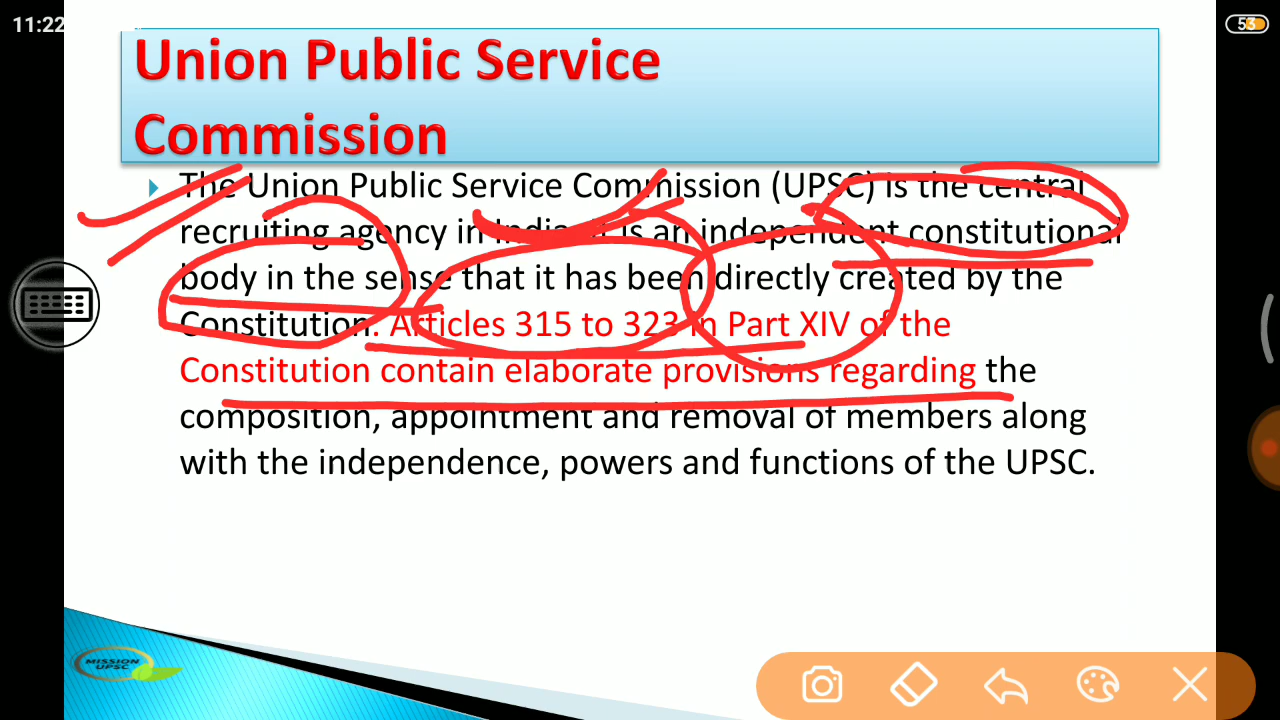 11:22
53
Union Public Service
Commission
The Union Public Service Commission (UPSC) is the central
recruiting agency in India. It is an independent constitutional
body in the sense that it has been directly created by the
Constitution. Articles 315 to 323 in Part XIV of the
Constitution contain elaborate provisions regarding the
composition, appointment and removal of members along
with the independence, powers and functions of the UPSC.
MISSION
UPSC